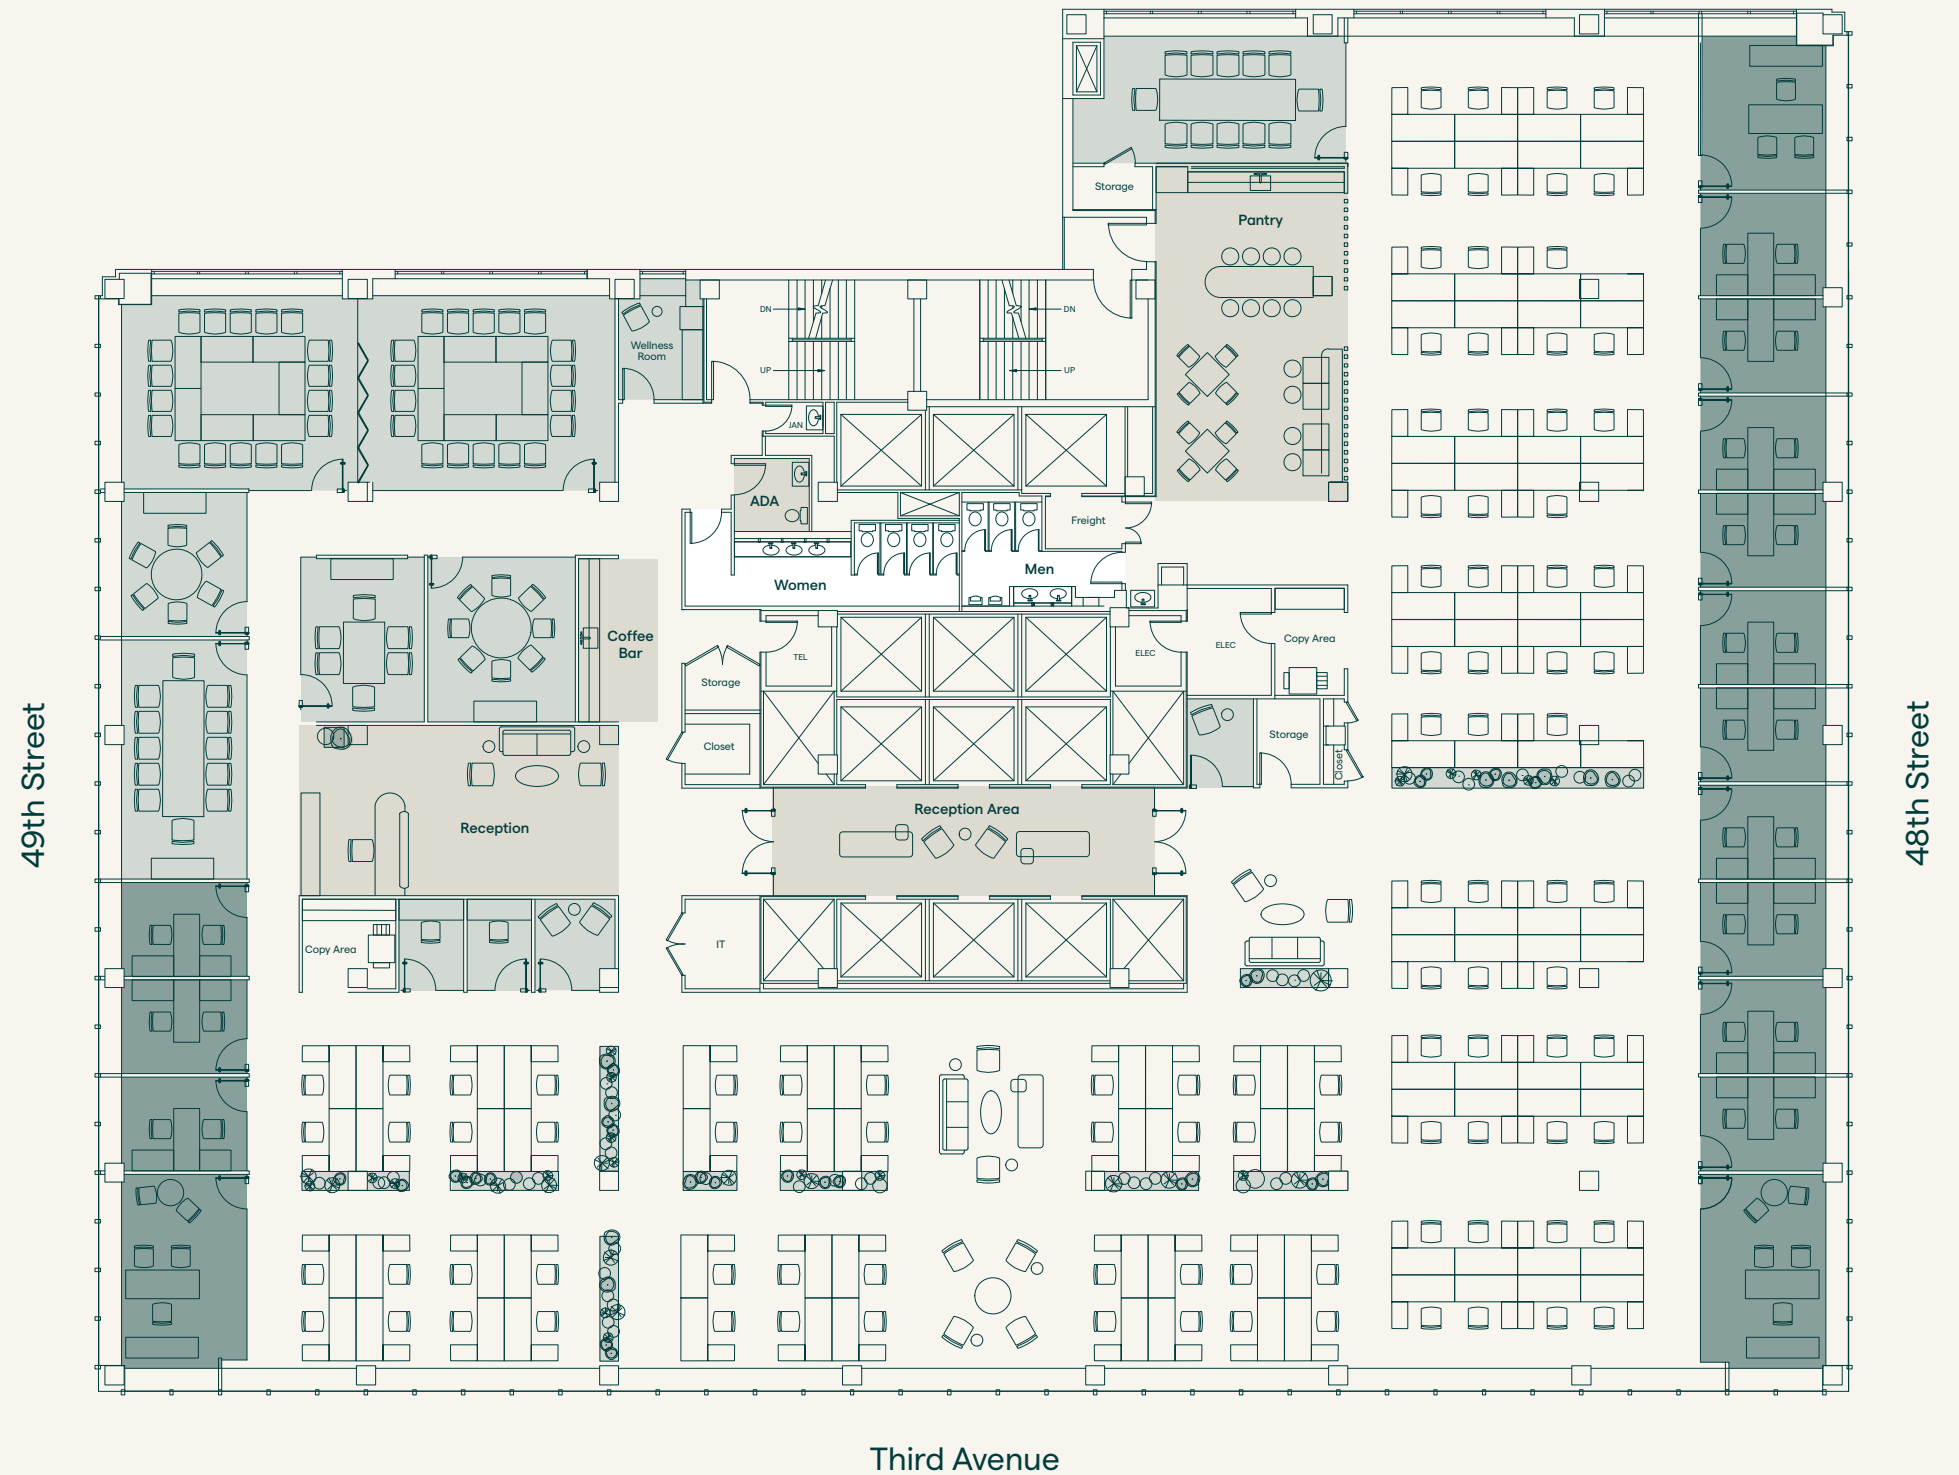 Storage
Pantry
DN
DN
Wellness
Room
UP
UP
JAN
ADA
Freight
Women
Men
Coffee
Bar
TEL
ELEC
ELEC
Copy Area
Storage
Closet
Storage
Closet
Reception
Reception Area
Copy Area
IT
49th Street
48th Street
Third Avenue